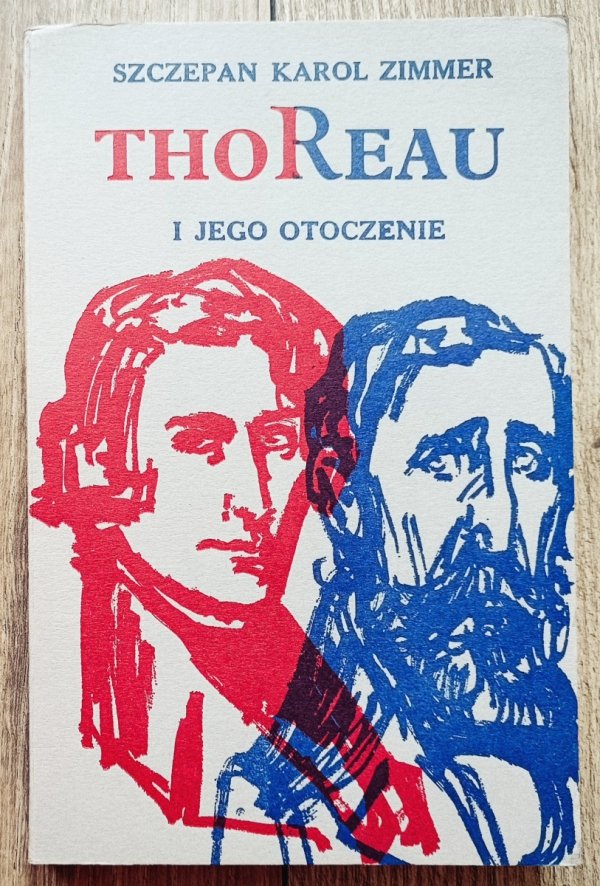 SZCZEPAN KAROL ZIMMER
THOREAU
I JEGO OTOCZENIE